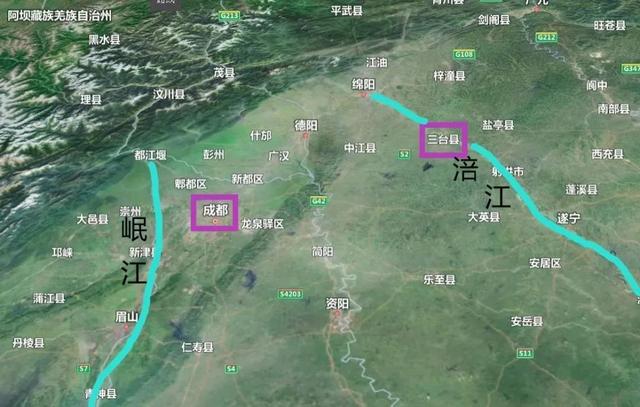 阿坝藏族羌族自治州
G213
平武县
剑阁县
旺苍县
G212
黑水县
G108
江油
梓潼县
G347
茂县
绵阳
阆中
理县
汶川县
南部县
德阳
盐亭县
三台县
什邡
中江县
S2
西充县
都江堰
彭州
广汉
涪江
射洪市
郫都区
新都区
蓬溪县
G42
崇州
成都
大邑县
岷江
龙泉驿区
大英县
遂宁
邛崃
新津县
简阳
安居区
乐至县
蒲江县
S4203
资阳
眉山
安岳县
丹棱县
仁寿县
S11
S7
S4
青神县